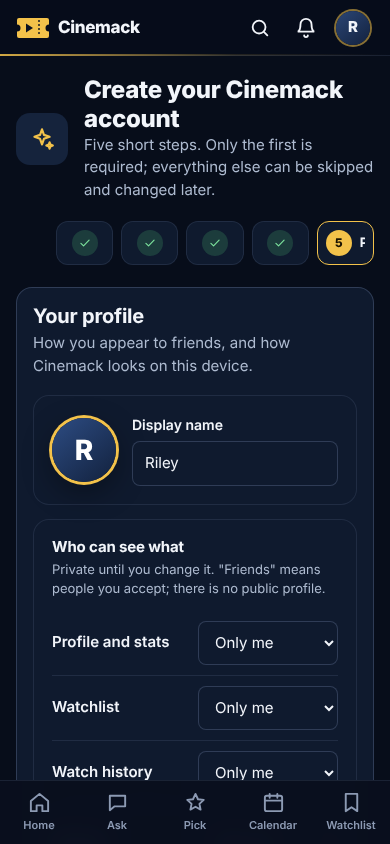 Cinemack
R
Create your Cinemack
account
Five short steps. Only the first is
required; everything else can be skipped
and changed later.
5
Your profile
How you appear to friends, and how
Cinemack looks on this device.
R
Display name
Riley
Who can see what
Private until you change it. "Friends" means
people you accept; there is no public profile.
Profile and stats
Only me
Watchlist
Only me
Watch history
Only me
Home
Ask
Pick
Calendar
Watchlist